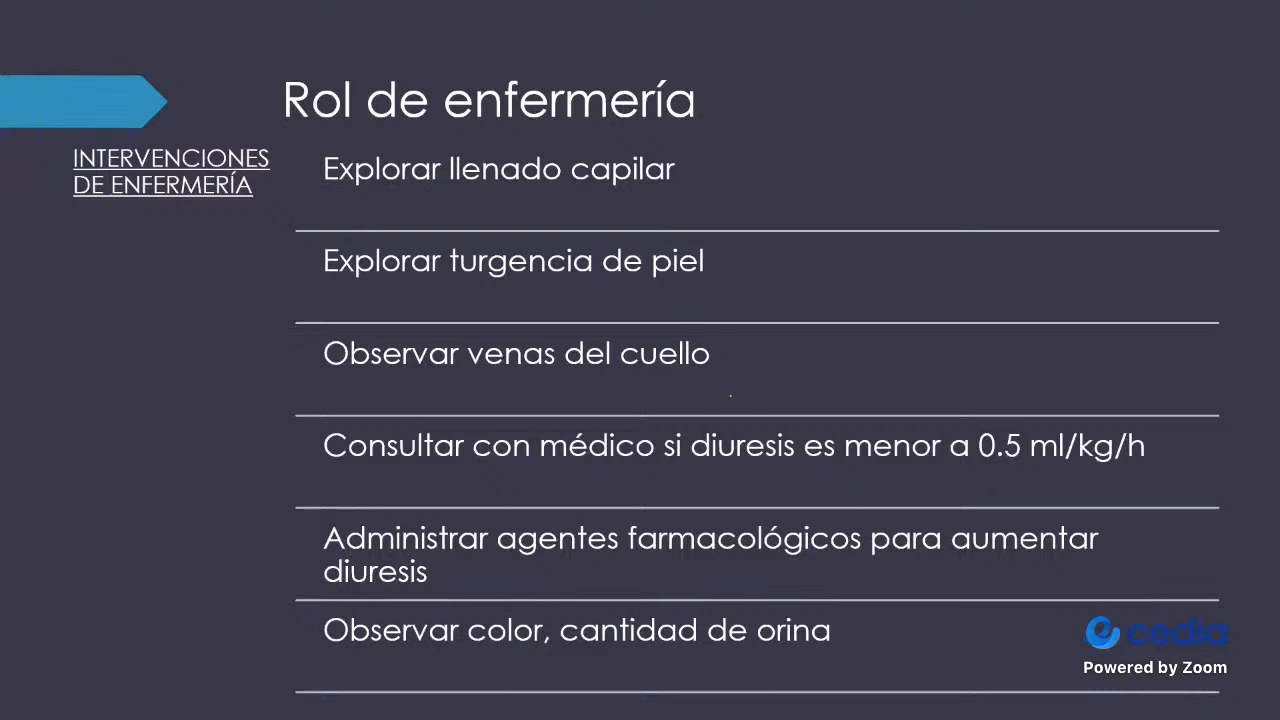 Rol de enfermería
INTERVENCIONES
DE ENFERMERÍA
Explorar llenado capilar
Explorar turgencia de piel
Observar venas del cuello
Consultar con médico si diuresis es menor a 0.5 ml/kg/h
Administrar agentes farmacológicos para aumentar
diuresis
Observar color, cantidad de orina
cedia
Powered by Zoom